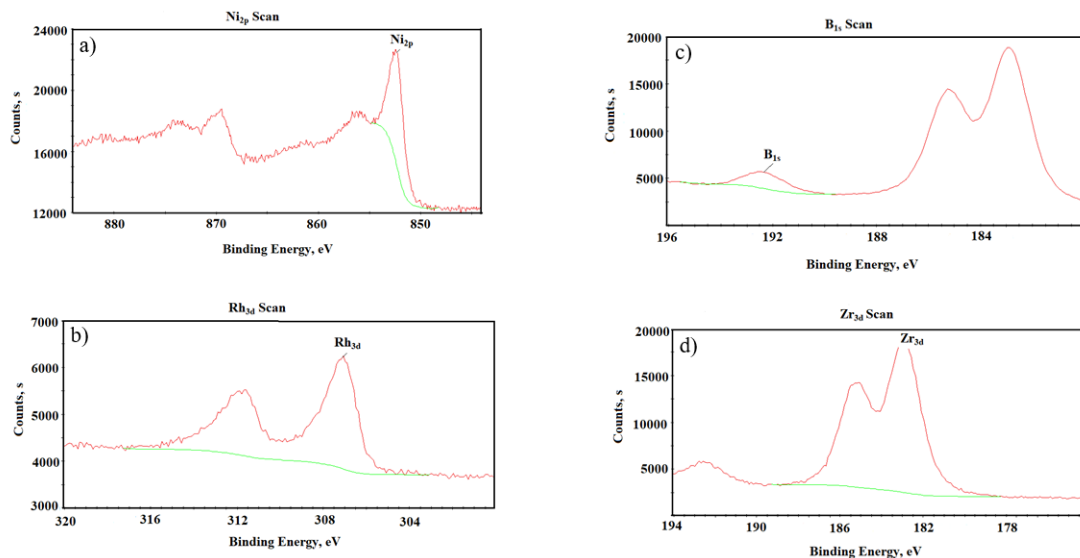 Ni2p Scan
a)
Ni2p
Counts, s
24000
20000
16000
12000
880
870
860
850
Binding Energy, eV
B1s Scan
c)
B1s
Counts, s
20000
15000
10000
5000
196
192
188
184
Binding Energy, eV
Rh3d Scan
b)
Rh3d
Counts, s
7000
6000
5000
4000
3000
320
316
312
308
304
Binding Energy, eV
Zr3d Scan
d)
Zr3d
Counts, s
20000
15000
10000
5000
0
194
190
186
182
178
Binding Energy, eV